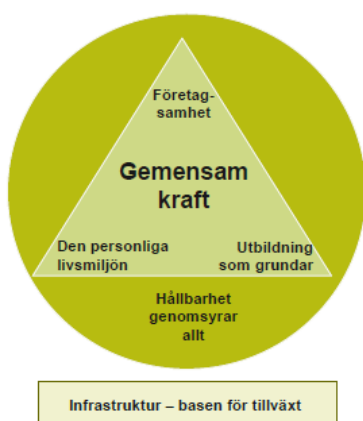 Företag-
samhet
Gemensam
kraft
Den personliga
livsmiljön
Utbildning
som grundar
Hållbarhet
genomsyrar
allt
Infrastruktur – basen för tillväxt